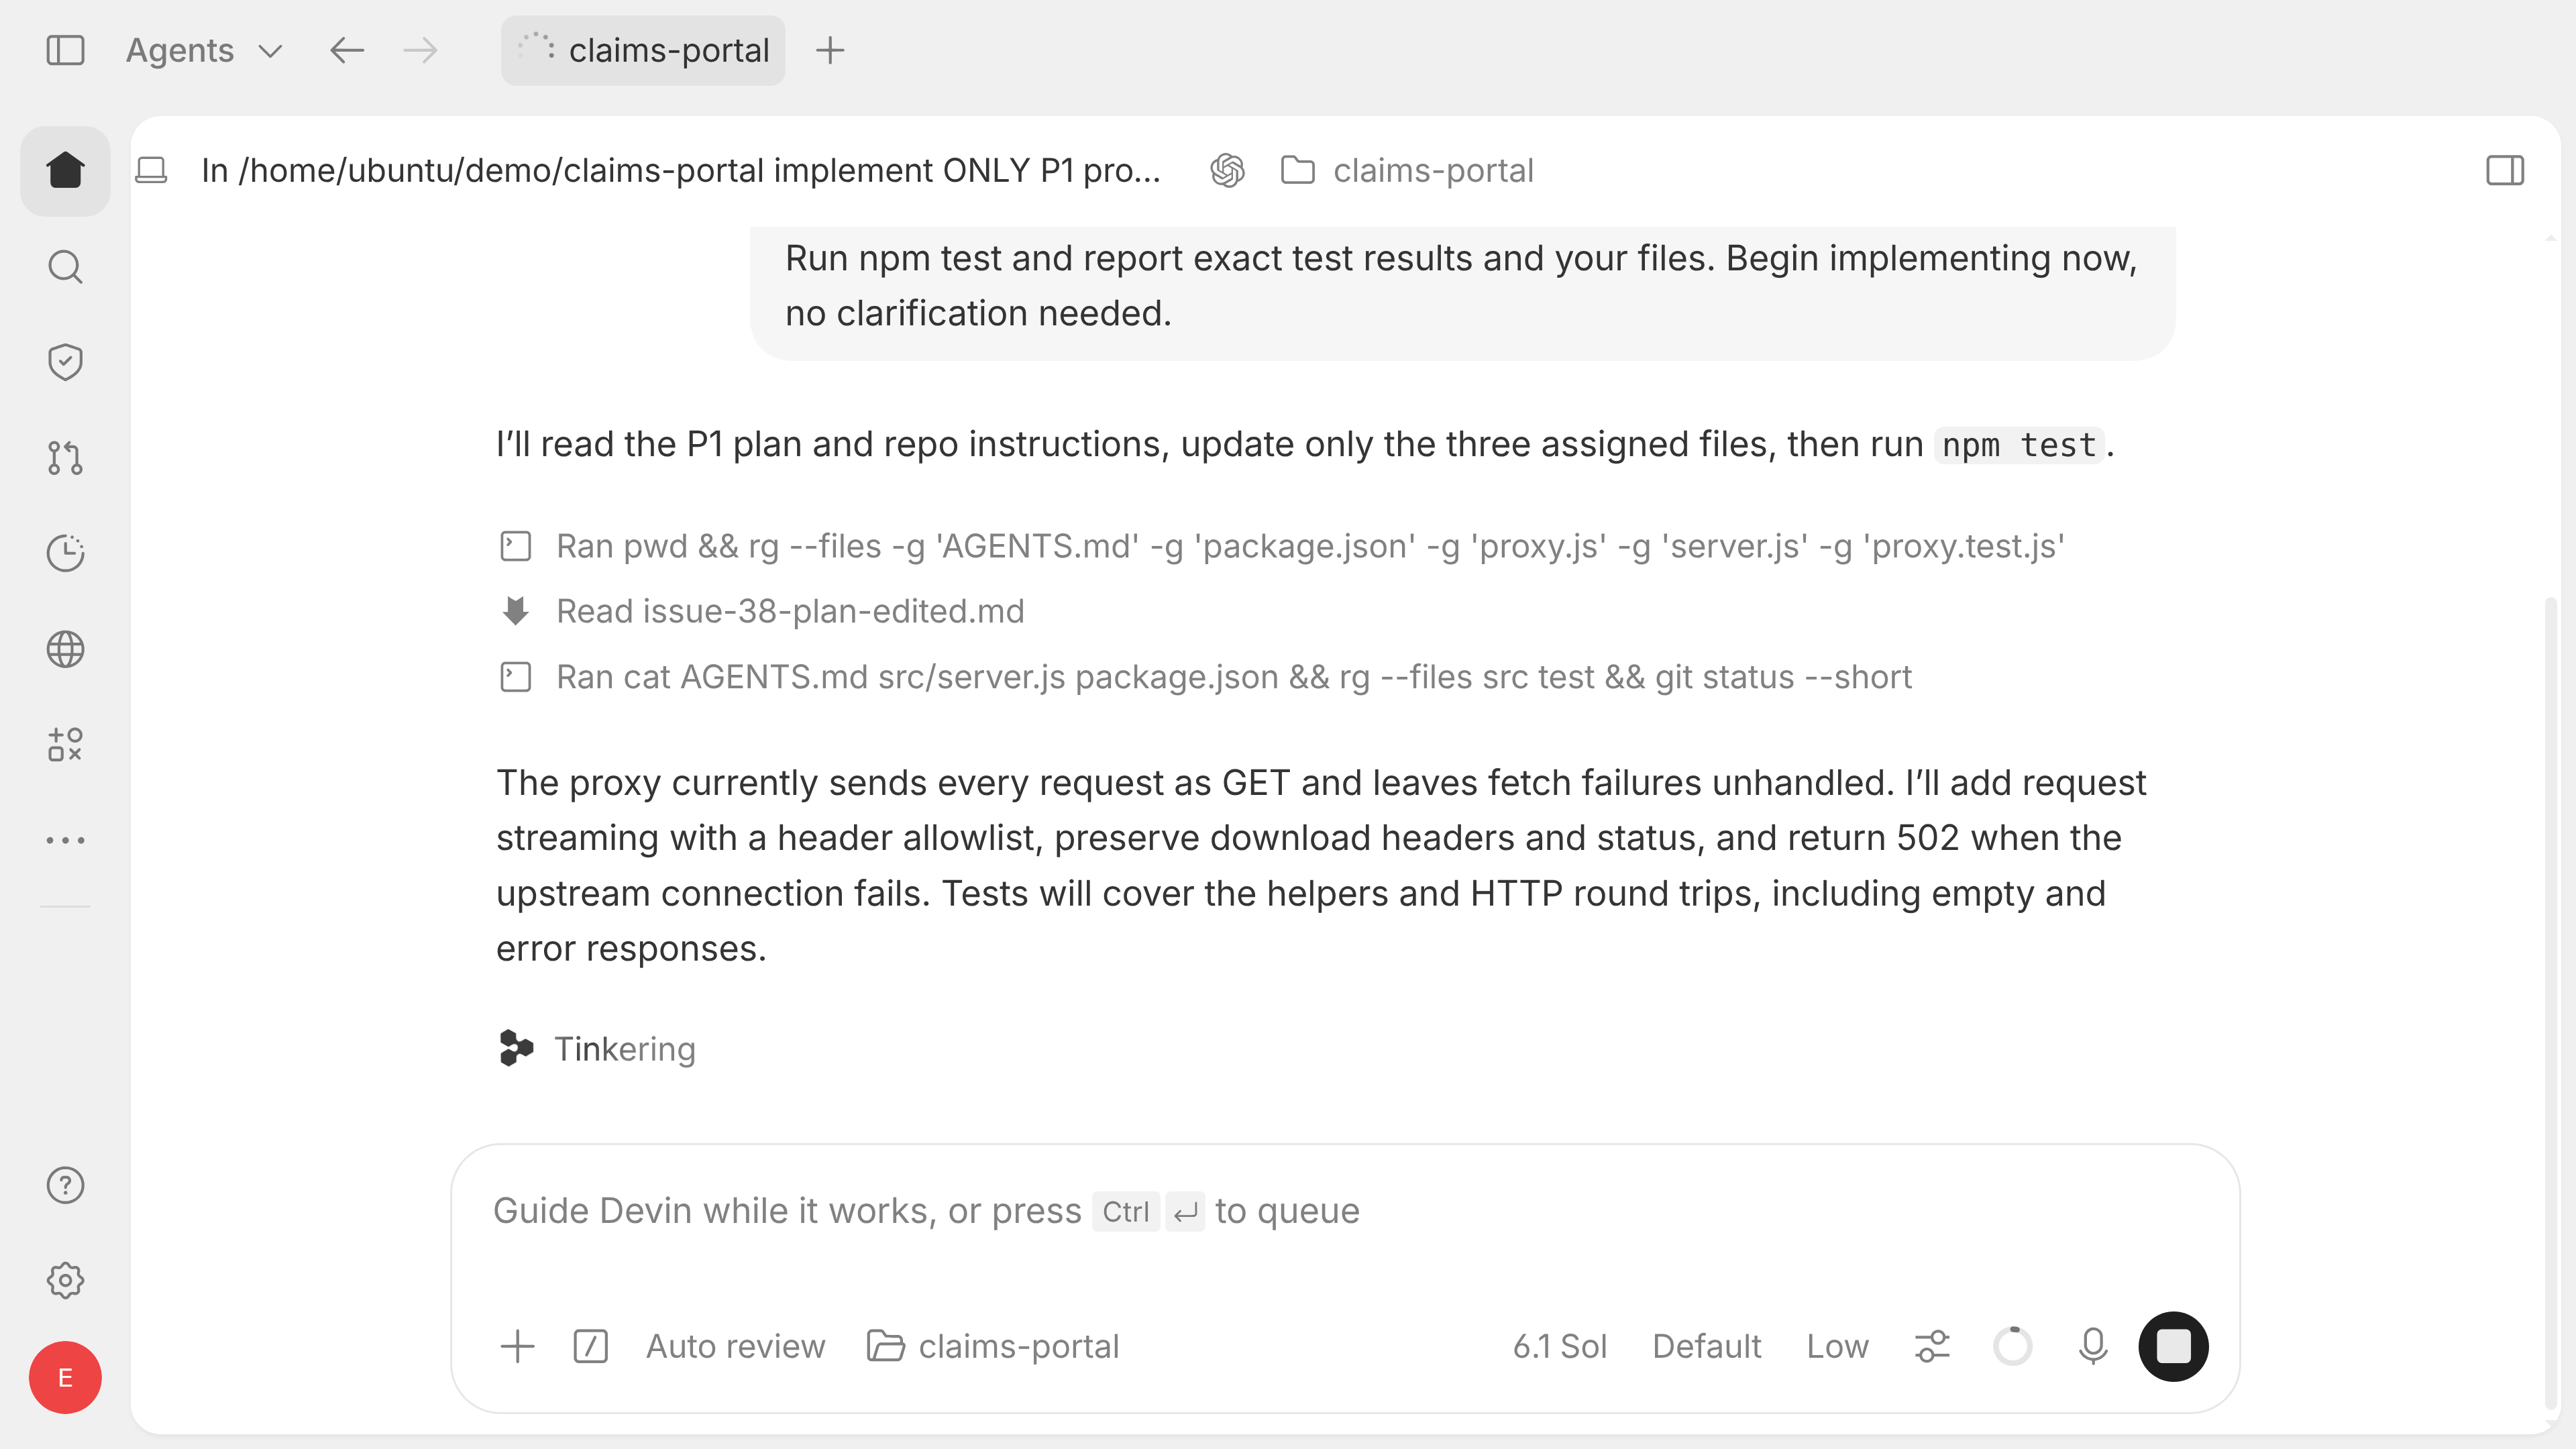 Agents
claims-portal
In /home/ubuntu/demo/claims-portal implement ONLY P1 pro...
claims-portal
Run npm test and report exact test results and your files. Begin implementing now,
no clarification needed.
I’ll read the P1 plan and repo instructions, update only the three assigned files, then run npm test.
Ran pwd && rg --files -g 'AGENTS.md' -g 'package.json' -g 'proxy.js' -g 'server.js' -g 'proxy.test.js'
Read issue-38-plan-edited.md
Ran cat AGENTS.md src/server.js package.json && rg --files src test && git status --short
The proxy currently sends every request as GET and leaves fetch failures unhandled. I’ll add request
streaming with a header allowlist, preserve download headers and status, and return 502 when the
upstream connection fails. Tests will cover the helpers and HTTP round trips, including empty and
error responses.
Tinkering
Guide Devin while it works, or press Ctrl ↵ to queue
Auto review claims-portal 6.1 Sol Default Low
E